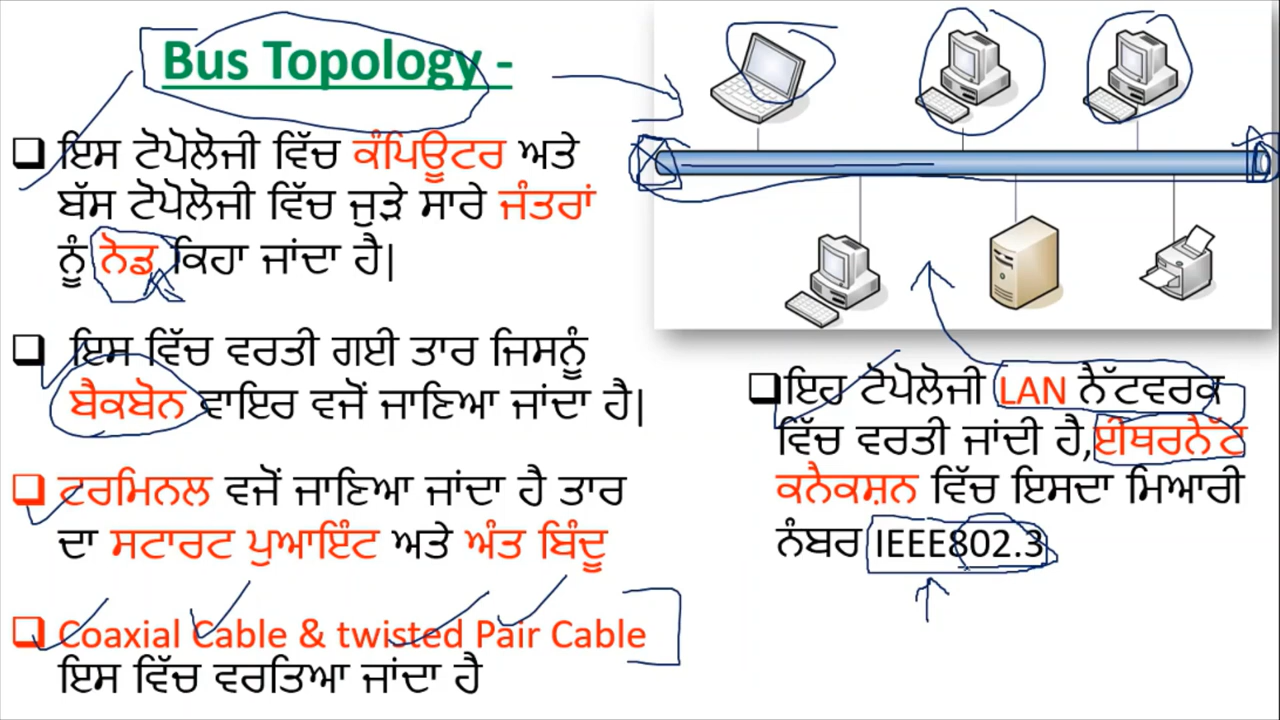 Bus Topology -
❑ ਇਸ ਟੋਪੋਲੋਜੀ ਵਿੱਚ ਕੰਪਿਊਟਰ ਅਤੇ
ਬੱਸ ਟੋਪੋਲੋਜੀ ਵਿੱਚ ਜੁੜੇ ਸਾਰੇ ਜੰਤਰਾਂ
ਨੂੰ ਨੋਡ ਕਿਹਾ ਜਾਂਦਾ ਹੈ|
❑ ਇਸ ਵਿੱਚ ਵਰਤੀ ਗਈ ਤਾਰ ਜਿਸਨੂੰ
ਬੈਕਬੋਨ ਵਾਇਰ ਵਜੋਂ ਜਾਣਿਆ ਜਾਂਦਾ ਹੈ|
❑ ਟਰਮਿਨਲ ਵਜੋਂ ਜਾਣਿਆ ਜਾਂਦਾ ਹੈ ਤਾਰ
ਦਾ ਸਟਾਰਟ ਪੁਆਇੰਟ ਅਤੇ ਅੰਤ ਬਿੰਦੂ
❑ Coaxial Cable & twisted Pair Cable
ਇਸ ਵਿੱਚ ਵਰਤਿਆ ਜਾਂਦਾ ਹੈ
❑ਇਹ ਟੋਪੋਲੋਜੀ LAN ਨੈੱਟਵਰਕ
ਵਿੱਚ ਵਰਤੀ ਜਾਂਦੀ ਹੈ,ਈਥਰਨੈੱਟ
ਕਨੈਕਸ਼ਨ ਵਿੱਚ ਇਸਦਾ ਮਿਆਰੀ
ਨੰਬਰ IEEE802.3